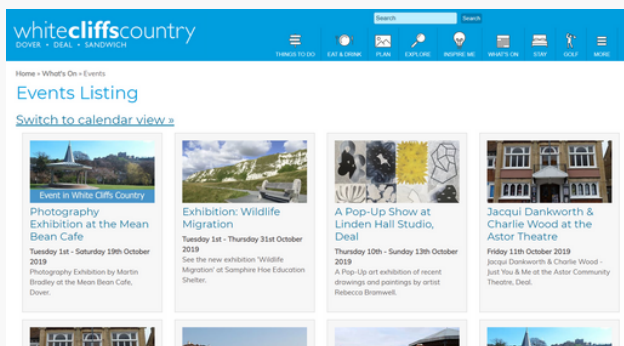 Search
Search
whitecliffscountry
DOVER • DEAL • SANDWICH
THINGS TO DO
EAT & DRINK
PLAN
EXPLORE
INSPIRE ME
WHAT'S ON
STAY
GOLF
MORE
Home » What's On » Events
Events Listing
Switch to calendar view »
Event in White Cliffs Country
Photography
Exhibition at the Mean
Bean Cafe
Tuesday 1st - Saturday 19th October
2019
Photography Exhibition by Martin
Bradley at the Mean Bean Cafe,
Dover.
Exhibition: Wildlife
Migration
Tuesday 1st - Thursday 31st October
2019
See the new exhibition 'Wildlife
Migration' at Samphire Hoe Education
Shelter.
A Pop-Up Show at
Linden Hall Studio,
Deal
Thursday 10th - Sunday 13th October
2019
A Pop-Up art exhibition of recent
drawings and paintings by artist
Rebecca Bramwell.
Jacqui Dankworth &
Charlie Wood at the
Astor Theatre
Friday 11th October 2019
Jacqui Dankworth & Charlie Wood -
Just You & Me at the Astor Community
Theatre, Deal.